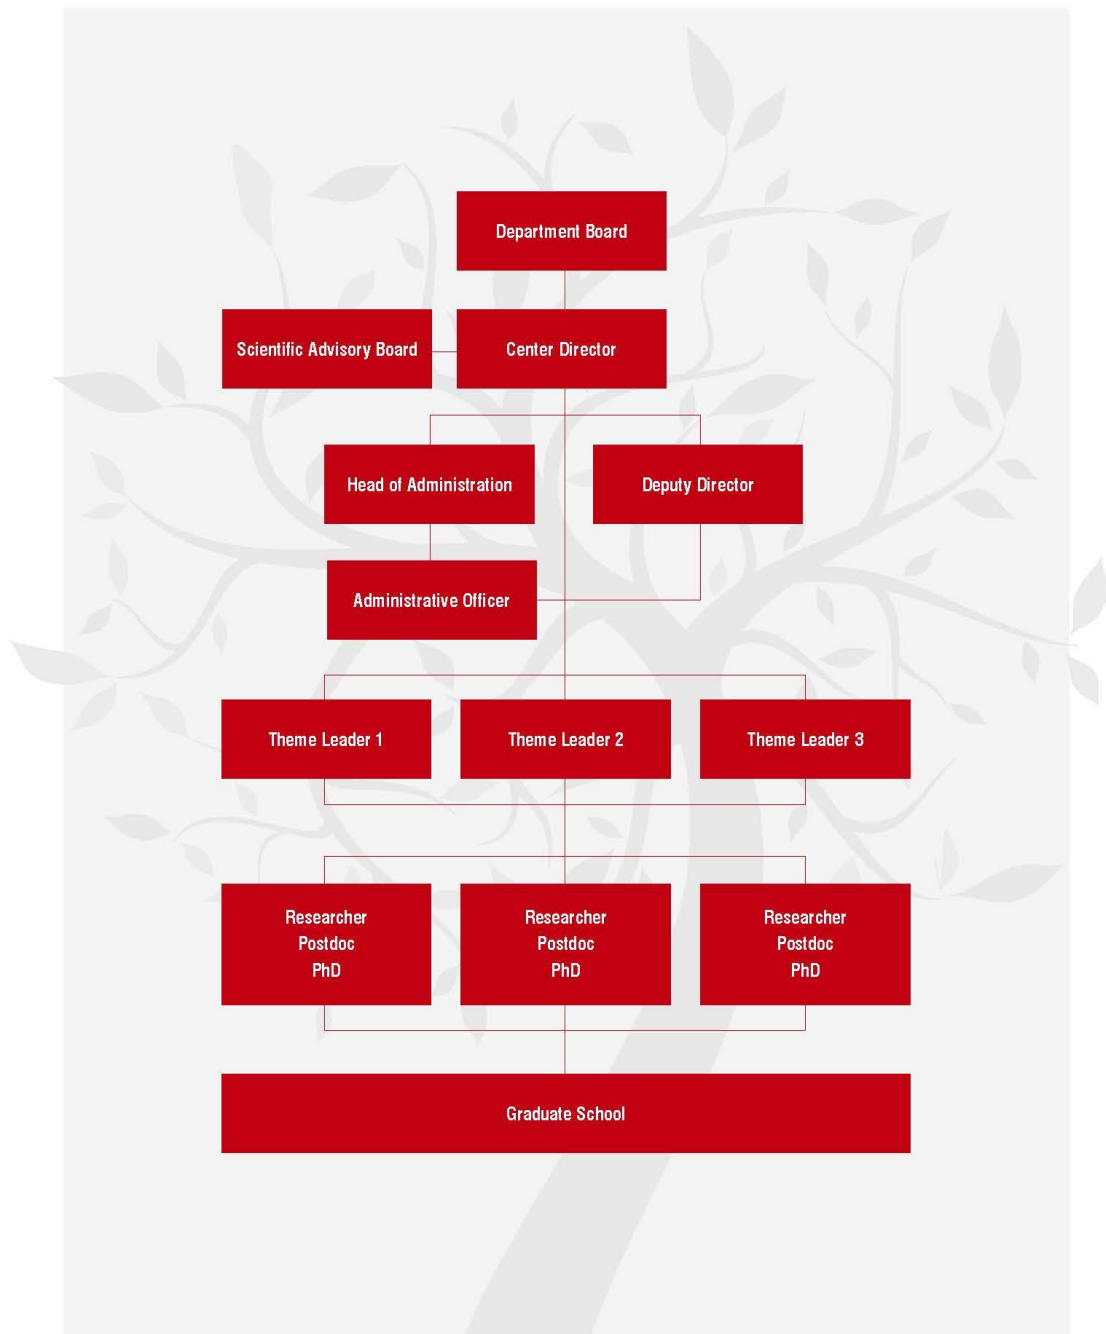 Department Board
Scientific Advisory Board
Center Director
Head of Administration
Deputy Director
Administrative Officer
Theme Leader 1
Theme Leader 2
Theme Leader 3
Researcher
Postdoc
PhD
Researcher
Postdoc
PhD
Researcher
Postdoc
PhD
Graduate School